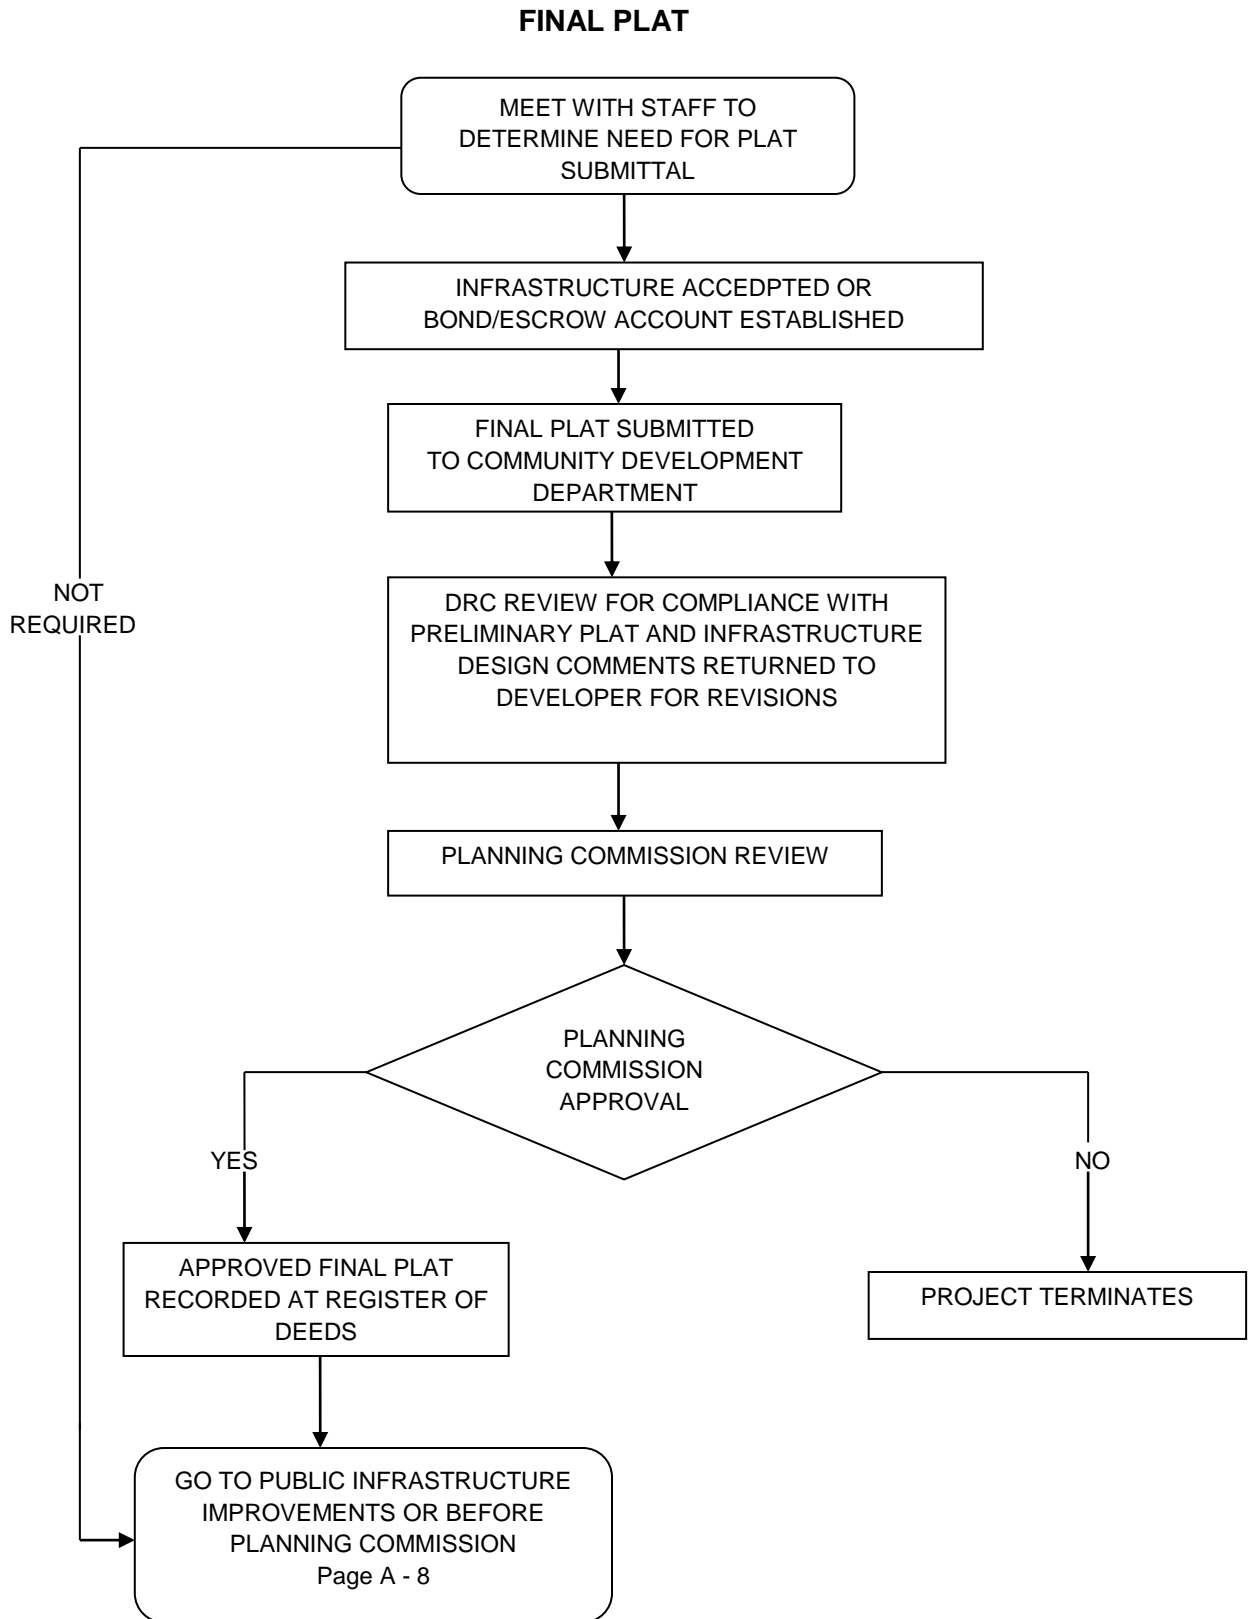 FINAL PLAT
MEET WITH STAFF TO
DETERMINE NEED FOR PLAT
SUBMITTAL
INFRASTRUCTURE ACCEDPTED OR
BOND/ESCROW ACCOUNT ESTABLISHED
FINAL PLAT SUBMITTED
TO COMMUNITY DEVELOPMENT
DEPARTMENT
NOT
REQUIRED
DRC REVIEW FOR COMPLIANCE WITH
PRELIMINARY PLAT AND INFRASTRUCTURE
DESIGN COMMENTS RETURNED TO
DEVELOPER FOR REVISIONS
PLANNING COMMISSION REVIEW
PLANNING
COMMISSION
APPROVAL
YES
NO
APPROVED FINAL PLAT
RECORDED AT REGISTER OF
DEEDS
PROJECT TERMINATES
GO TO PUBLIC INFRASTRUCTURE
IMPROVEMENTS OR BEFORE
PLANNING COMMISSION
Page A - 8